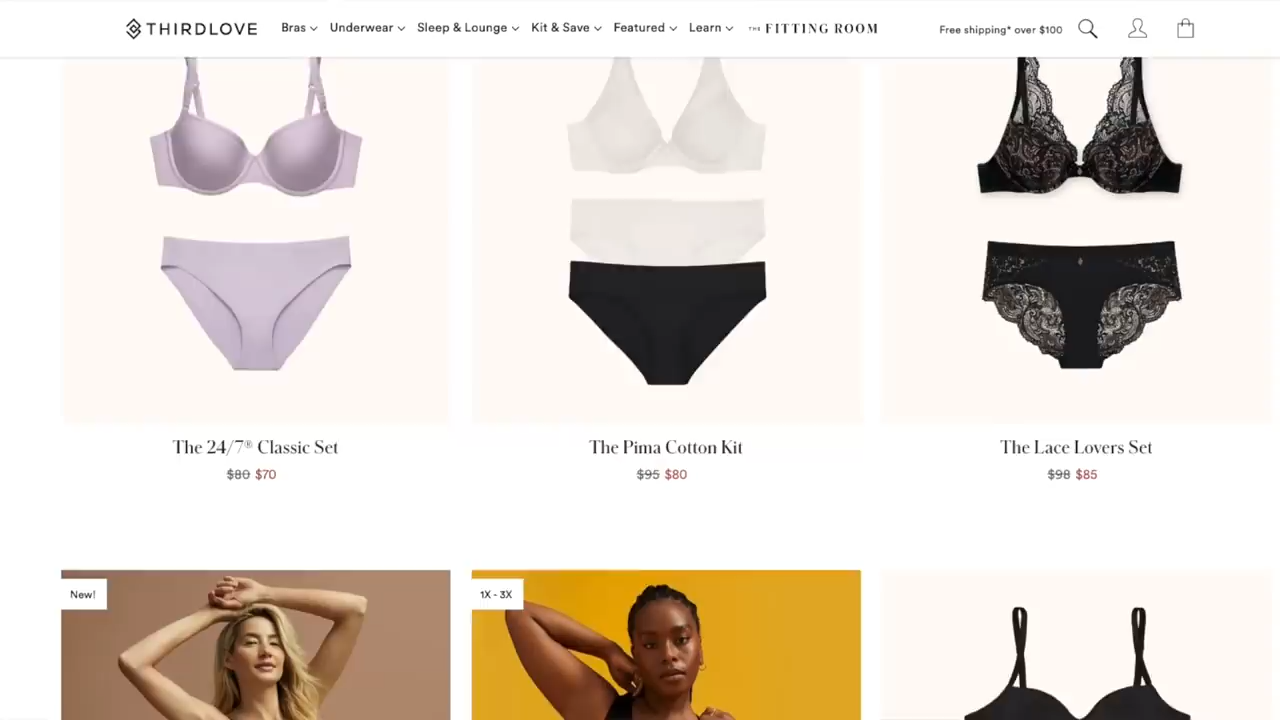 THIRDLOVE Bras Underwear Sleep & Lounge Kit & Save Featured Learn THE FITTING ROOM Free shipping* over $100
The 24/7® Classic Set
$80 $70
The Pima Cotton Kit
$95 $80
The Lace Lovers Set
$98 $85
New!
1X - 3X